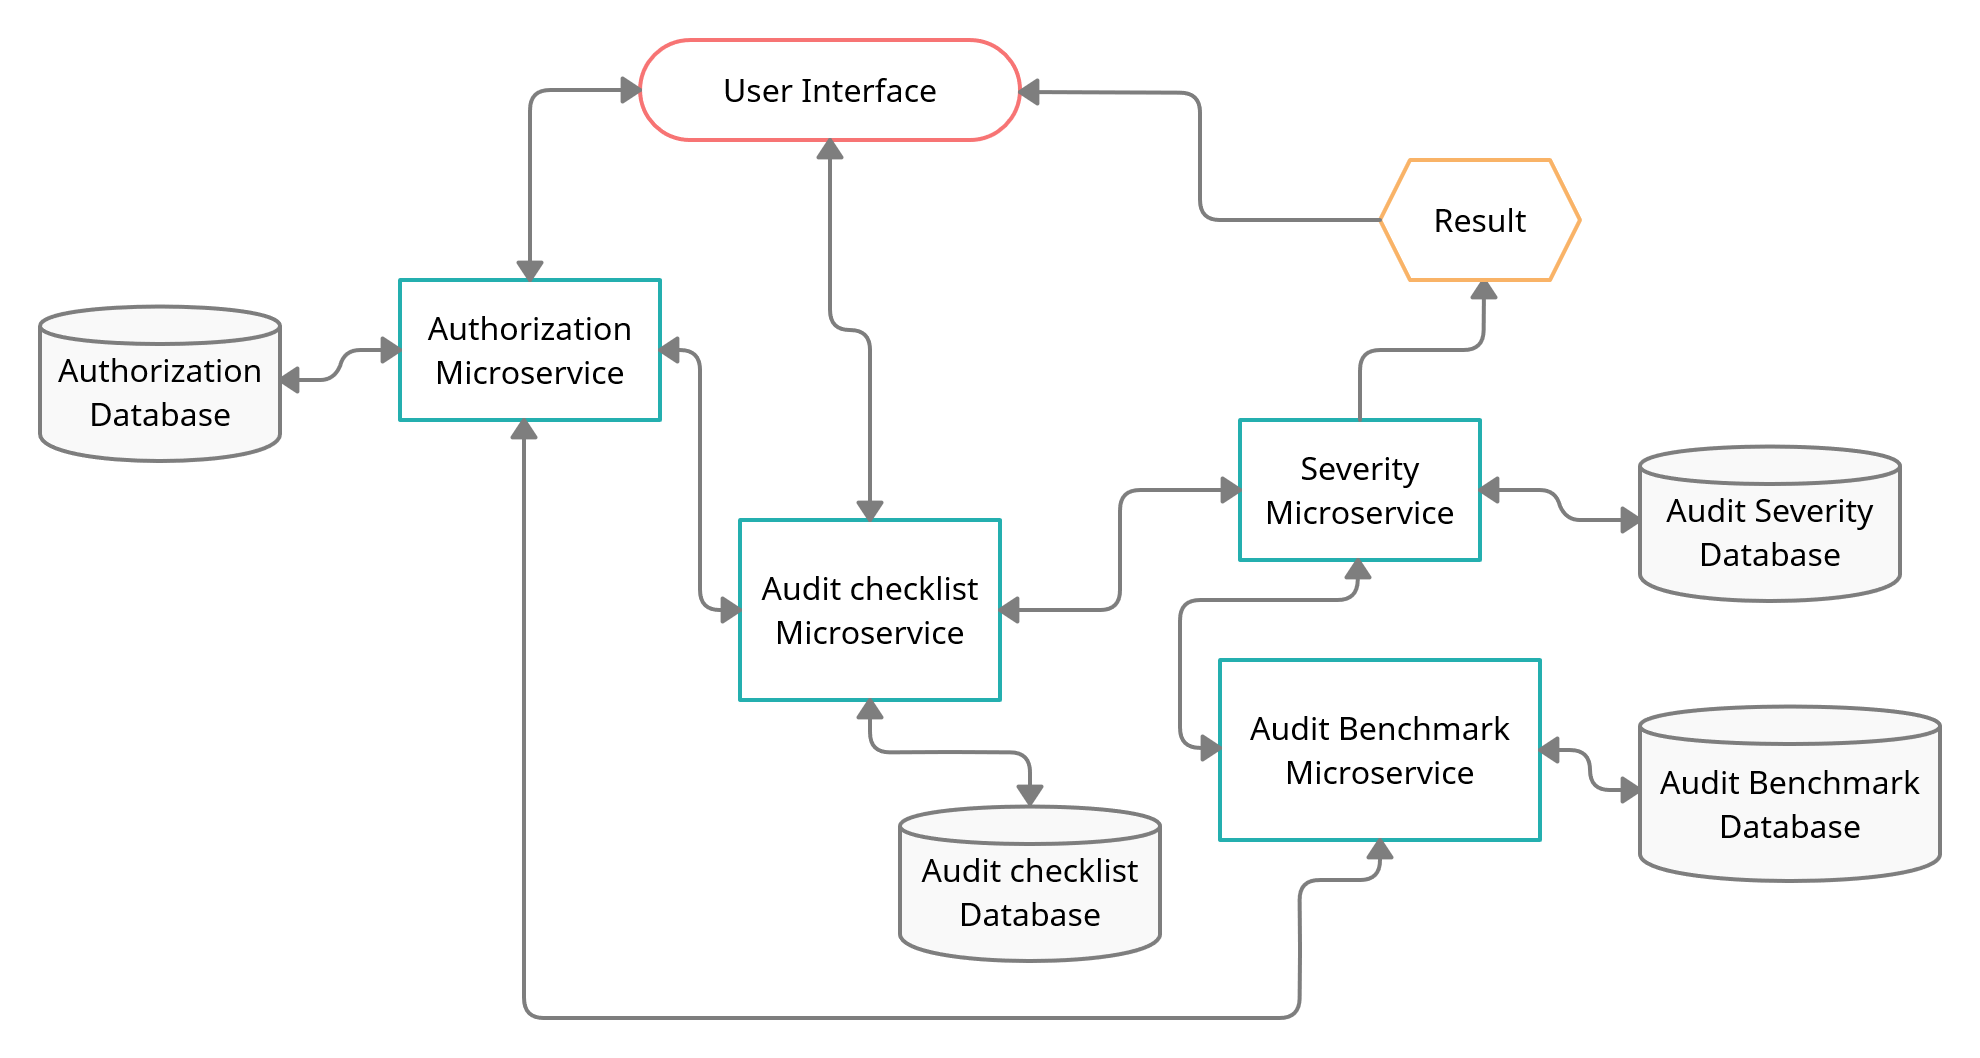 User Interface
Result
Authorization
Microservice
Authorization
Database
Severity
Microservice
Audit Severity
Database
Audit checklist
Microservice
Audit Benchmark
Microservice
Audit Benchmark
Database
Audit checklist
Database